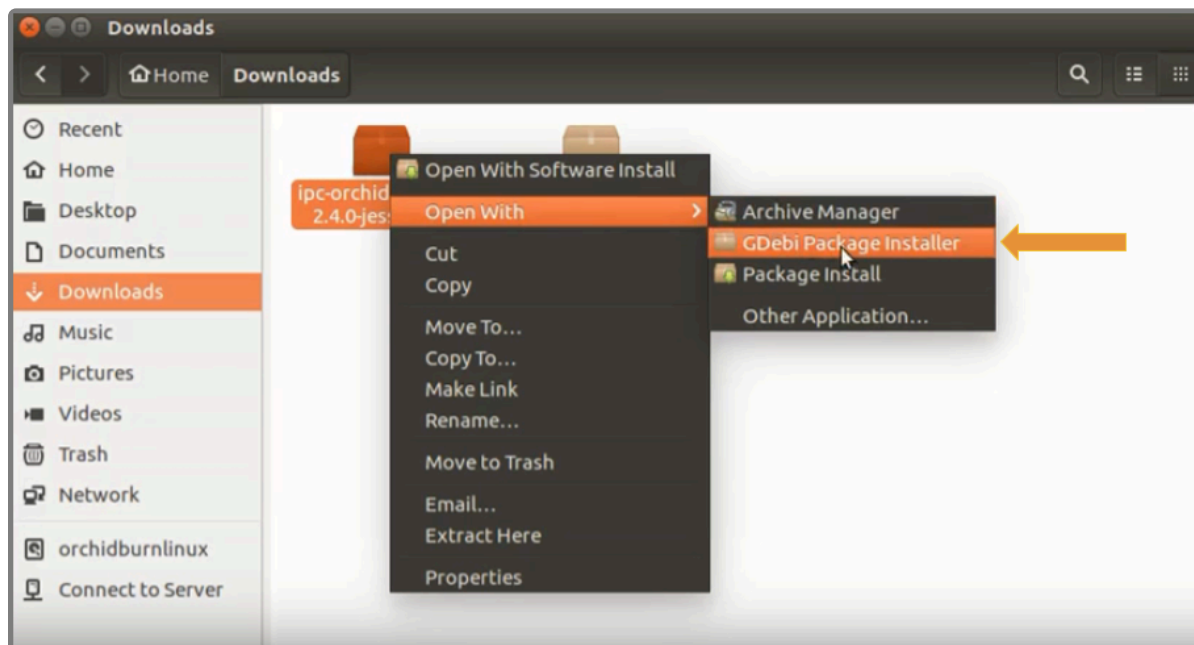 Downloads
Home Downloads
Recent
Home
Desktop
Documents
Downloads
Music
Pictures
Videos
Trash
Network
orchidburnlinux
Connect to Server
ipc-orchid
2.4.0-jes
Open With Software Install
Open With
Cut
Copy
Move To...
Copy To...
Make Link
Rename...
Move to Trash
Email...
Extract Here
Properties
Archive Manager
GDebi Package Installer
Package Install
Other Application...